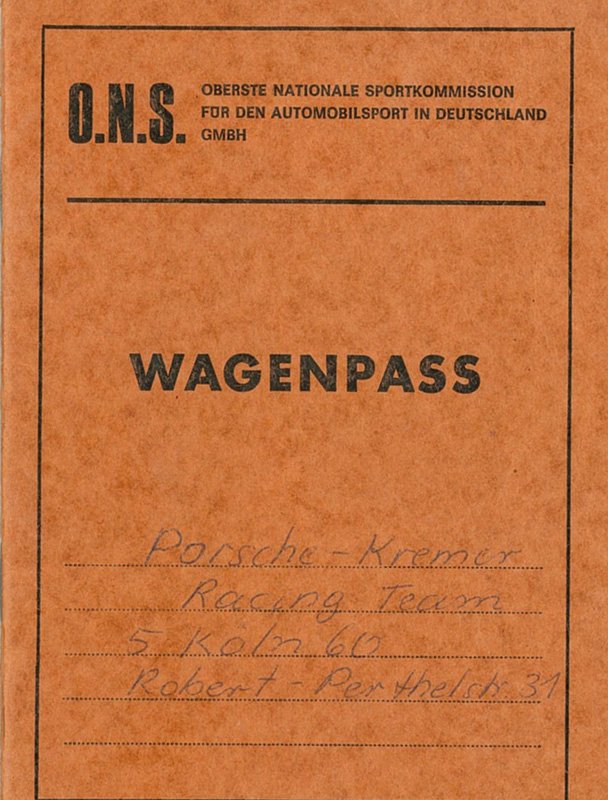 O.N.S.
OBERSTE NATIONALE SPORTKOMMISSION
FÜR DEN AUTOMOBILSPORT IN DEUTSCHLAND
GMBH
WAGENPASS
Porsche-Kremer
Racing Team
5 Köln 60
Robert-Perthelstr. 31